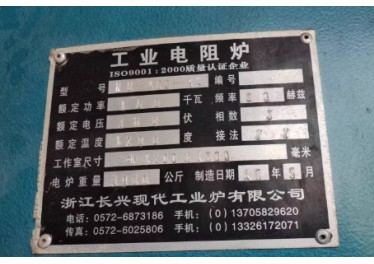 工业电阻炉
ISO9001:2000质量认证企业
型号 编号
额定功率 千瓦 频率 赫兹
额定电压 伏 相数 3
额定温度 度 接法
工作室尺寸 毫米
电炉重量 公斤 制造日期 年 月
浙江长兴现代工业炉有限公司
电话:0572-6873186 手机:(0)13705829620
传真:0572-6025806 手机:(0)13326172071